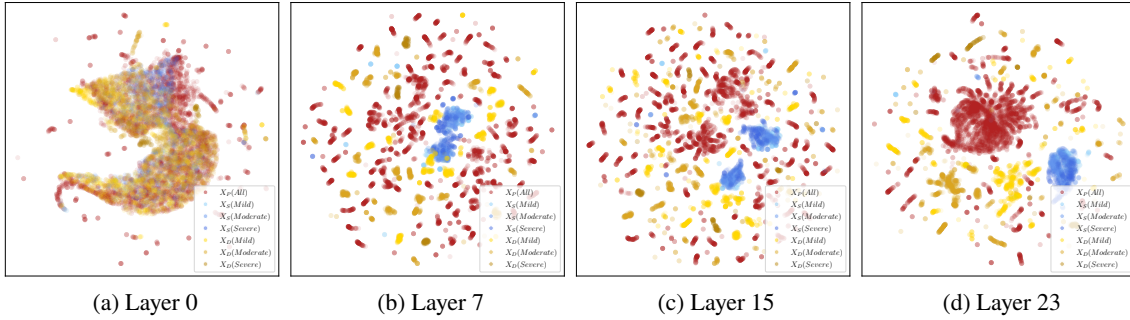 X_P(All)
X_S(Mild)
X_S(Moderate)
X_S(Severe)
X_D(Mild)
X_D(Moderate)
X_D(Severe)
X_P(All)
X_S(Mild)
X_S(Moderate)
X_S(Severe)
X_D(Mild)
X_D(Moderate)
X_D(Severe)
X_P(All)
X_S(Mild)
X_S(Moderate)
X_S(Severe)
X_D(Mild)
X_D(Moderate)
X_D(Severe)
X_P(All)
X_S(Mild)
X_S(Moderate)
X_S(Severe)
X_D(Mild)
X_D(Moderate)
X_D(Severe)
(a) Layer 0
(b) Layer 7
(c) Layer 15
(d) Layer 23